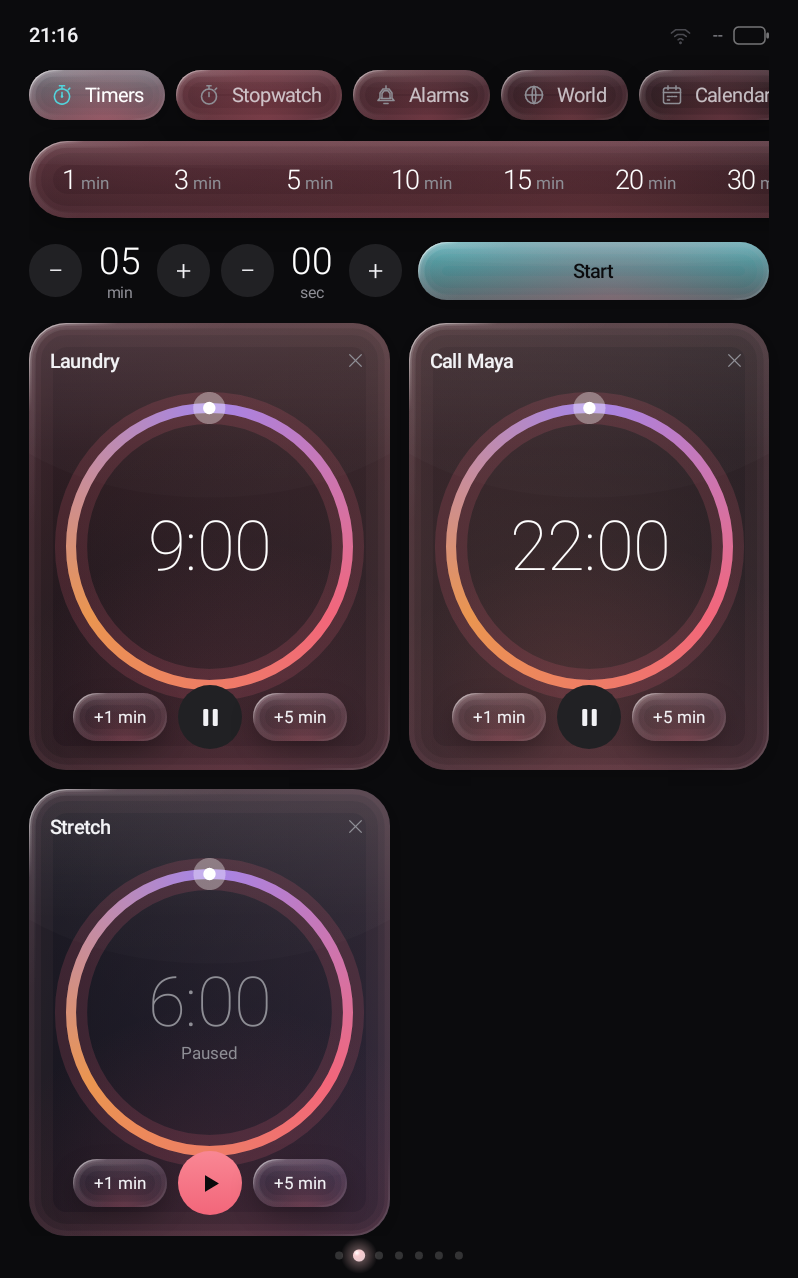 21:16 --
Timers Stopwatch Alarms World Calendar
1 min 3 min 5 min 10 min 15 min 20 min 30
− 05 + − 00 + Start
min sec
Laundry
9:00
+1 min +5 min
Call Maya
22:00
+1 min +5 min
Stretch
6:00
Paused
+1 min +5 min